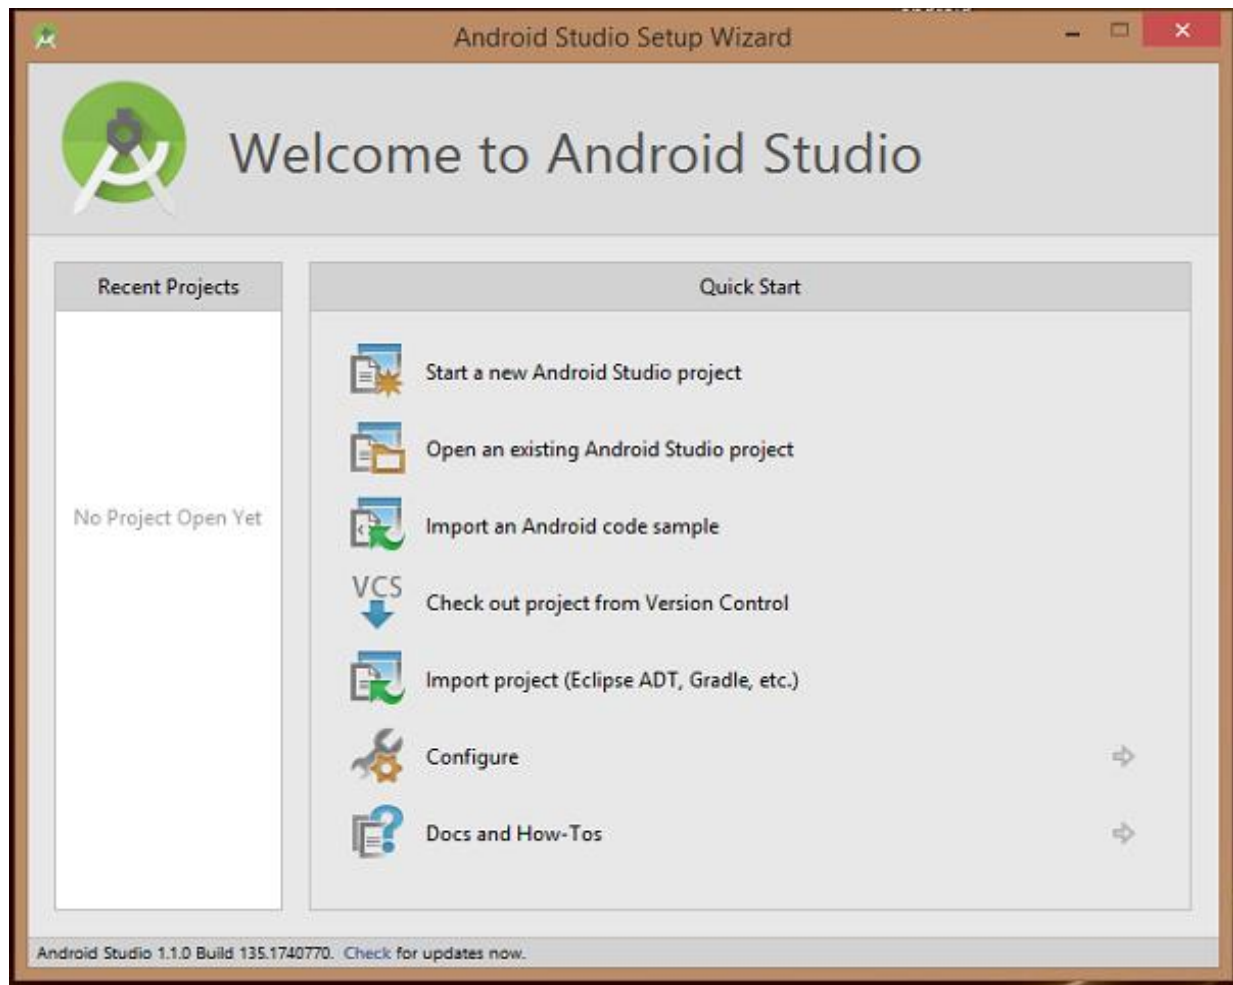 Android Studio Setup Wizard
Welcome to Android Studio
Recent Projects
No Project Open Yet
Quick Start
Start a new Android Studio project
Open an existing Android Studio project
Import an Android code sample
VCS
Check out project from Version Control
Import project (Eclipse ADT, Gradle, etc.)
Configure
Docs and How-Tos
Android Studio 1.1.0 Build 135.1740770. Check for updates now.